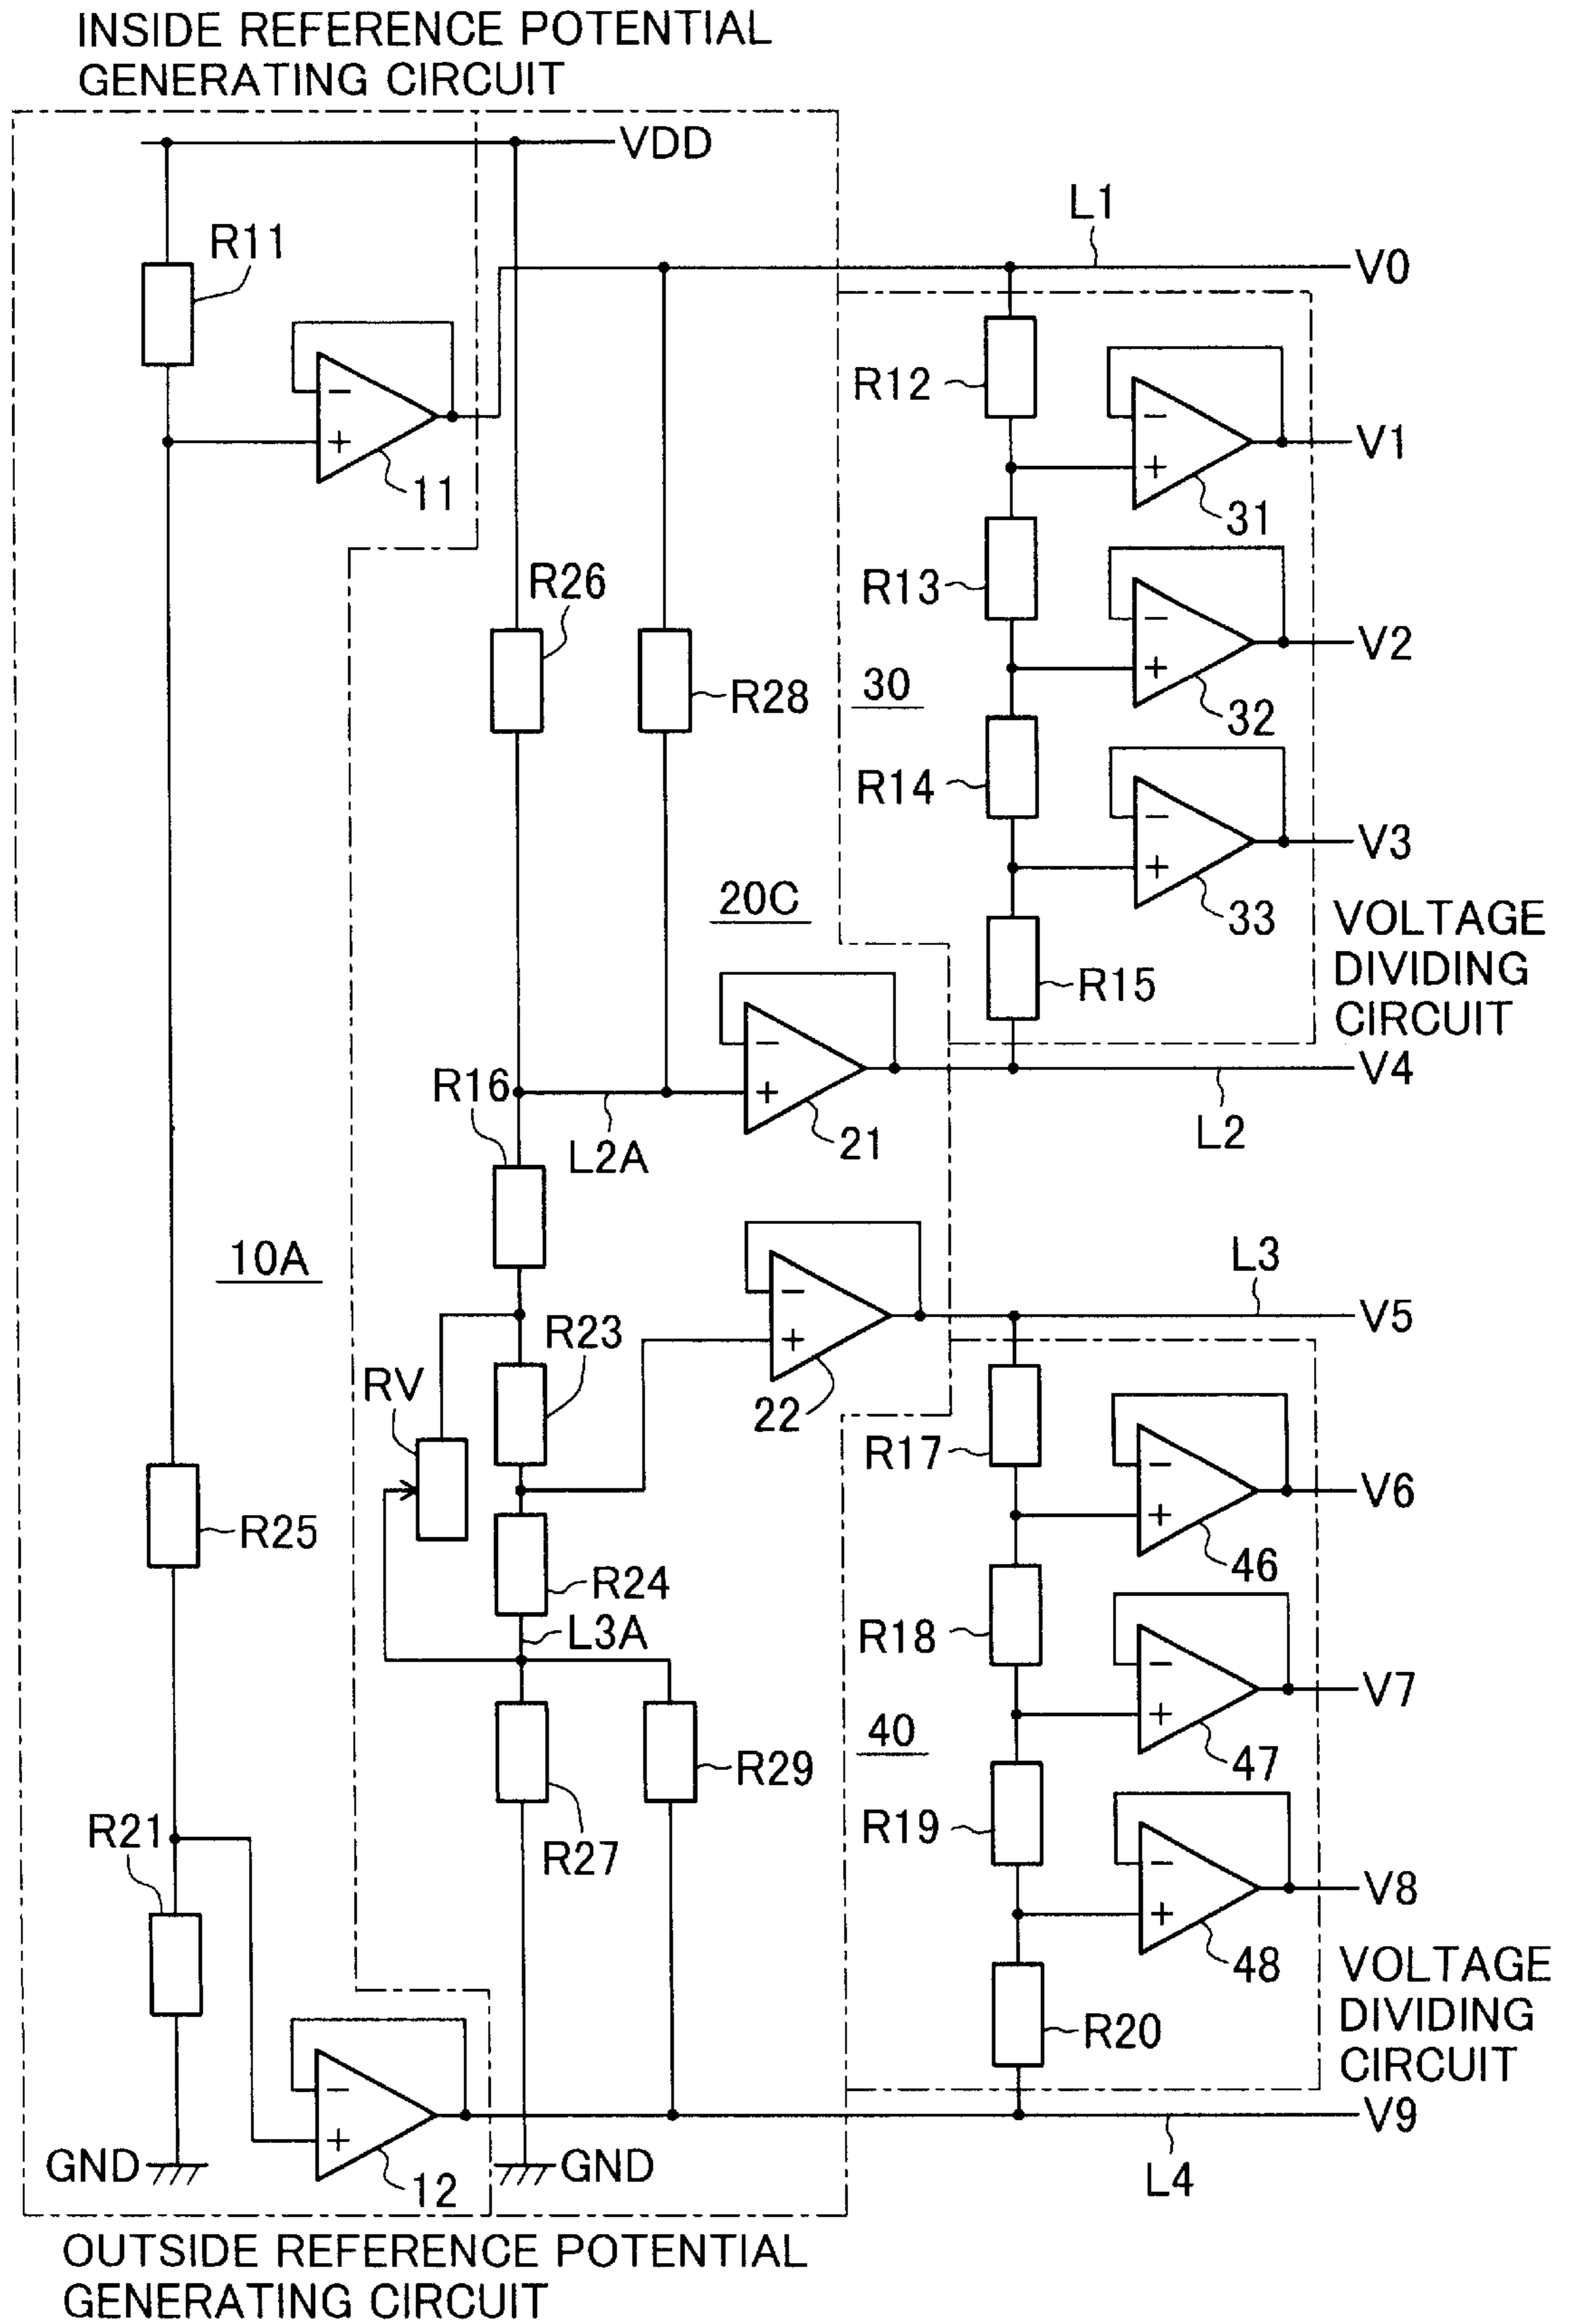 INSIDE REFERENCE POTENTIAL
GENERATING CIRCUIT
VDD
L1
R11
V0
R12
−
+
11
−
+
V1
31
R26
R13
−
+
V2
30
R28
32
R14
−
+
V3
20C
33
VOLTAGE
DIVIDING
CIRCUIT
R15
−
+
V4
R16
21
L2
L2A
10A
L3
−
+
V5
R23
RV
22
R17
−
+
V6
R25
46
R24
L3A
R18
−
+
V7
40
R29
47
R21
R19
R27
−
+
V8
48
VOLTAGE
DIVIDING
CIRCUIT
R20
−
+
V9
GND
12
GND
L4
OUTSIDE REFERENCE POTENTIAL
GENERATING CIRCUIT